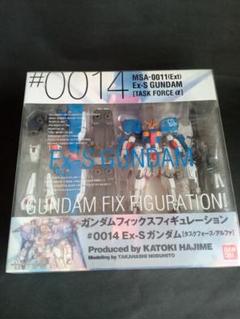 #0014
MSA-0011(Ext)
Ex-S GUNDAM
[TASK FORCE α]
Ex-S GUNDAM
GUNDAM FIX FIGURATION!
ガンダムフィックスフィギュレーション
#0014 Ex-Sガンダム[タスクフォース・アルファ]
Produced by KATOKI HAJIME
Modeling by TAKAHASHI NOBUHITO
BANDAI